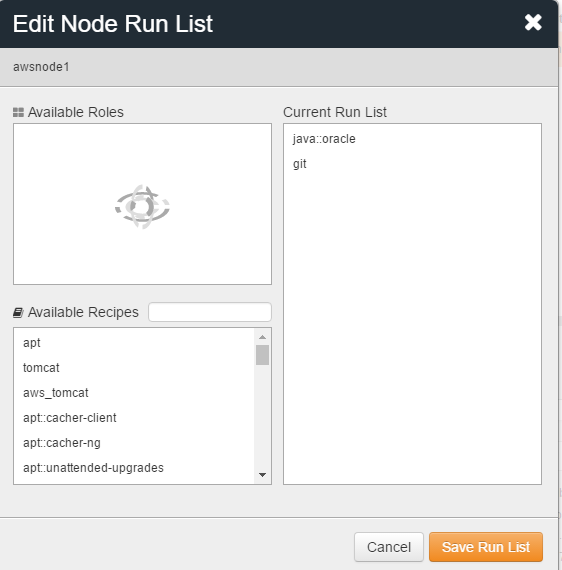 Edit Node Run List
awsnode1
Available Roles
Current Run List
java::oracle
git
Available Recipes
apt
tomcat
aws_tomcat
apt::cacher-client
apt::cacher-ng
apt::unattended-upgrades
Cancel
Save Run List